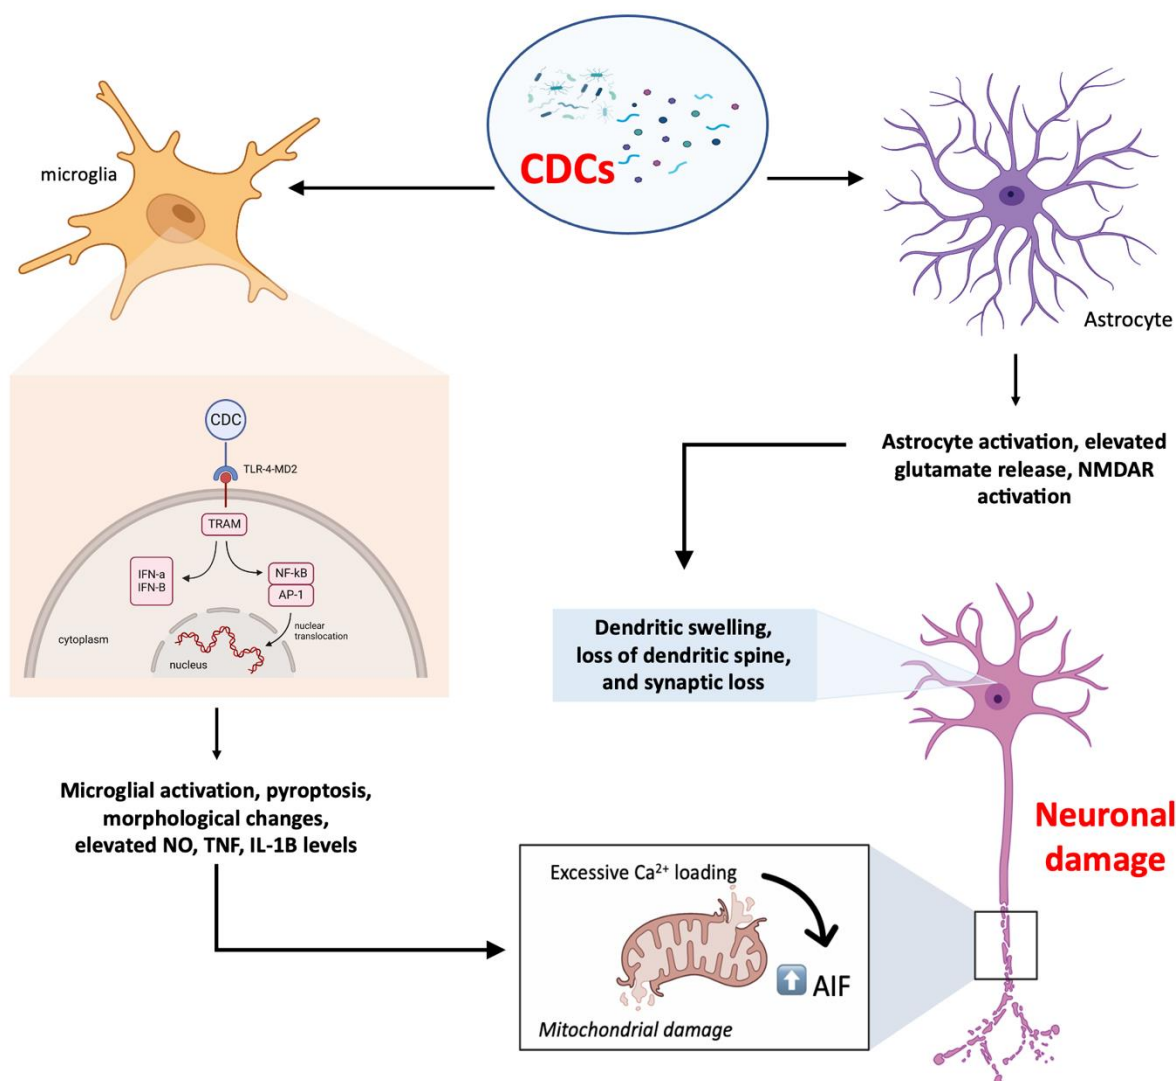 CDCs
microglia
Astrocyte
CDC
TLR-4-MD2
TRAM
IFN-a
IFN-B
NF-kB
AP-1
nuclear
translocation
cytoplasm
nucleus
Astrocyte activation, elevated
glutamate release, NMDAR
activation
Dendritic swelling,
loss of dendritic spine,
and synaptic loss
Microglial activation, pyroptosis,
morphological changes,
elevated NO, TNF, IL-1B levels
Neuronal
damage
Excessive Ca²⁺ loading
AIF
Mitochondrial damage